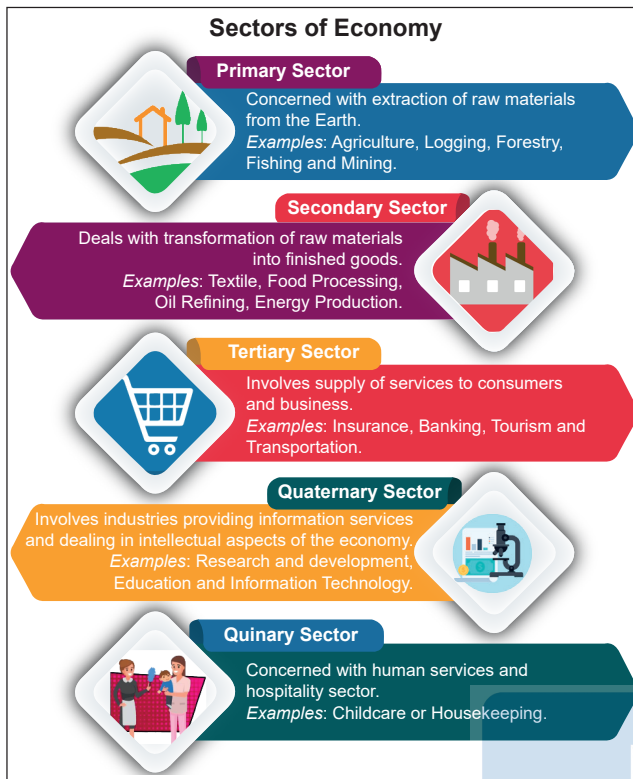 Sectors of Economy
Primary Sector
Concerned with extraction of raw materials
from the Earth.
Examples: Agriculture, Logging, Forestry,
Fishing and Mining.
Secondary Sector
Deals with transformation of raw materials
into finished goods.
Examples: Textile, Food Processing,
Oil Refining, Energy Production.
Tertiary Sector
Involves supply of services to consumers
and business.
Examples: Insurance, Banking, Tourism and
Transportation.
Quaternary Sector
Involves industries providing information services
and dealing in intellectual aspects of the economy.
Examples: Research and development,
Education and Information Technology.
Quinary Sector
Concerned with human services and
hospitality sector.
Examples: Childcare or Housekeeping.